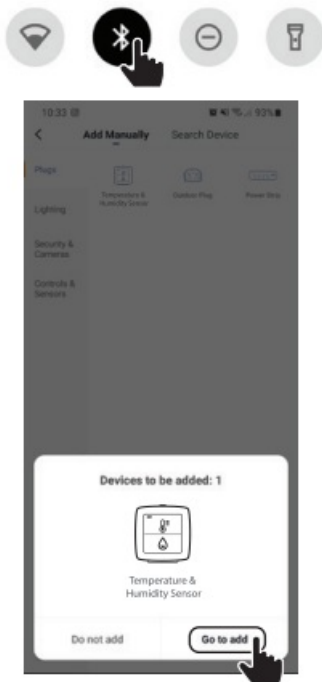 10:33
93%
Add Manually Search Device
Plugs
Temperature &
Humidity Sensor
Outdoor Plug
Power Strip
Lighting
Security &
Cameras
Controls &
Sensors
Devices to be added: 1
Temperature &
Humidity Sensor
Do not add
Go to add